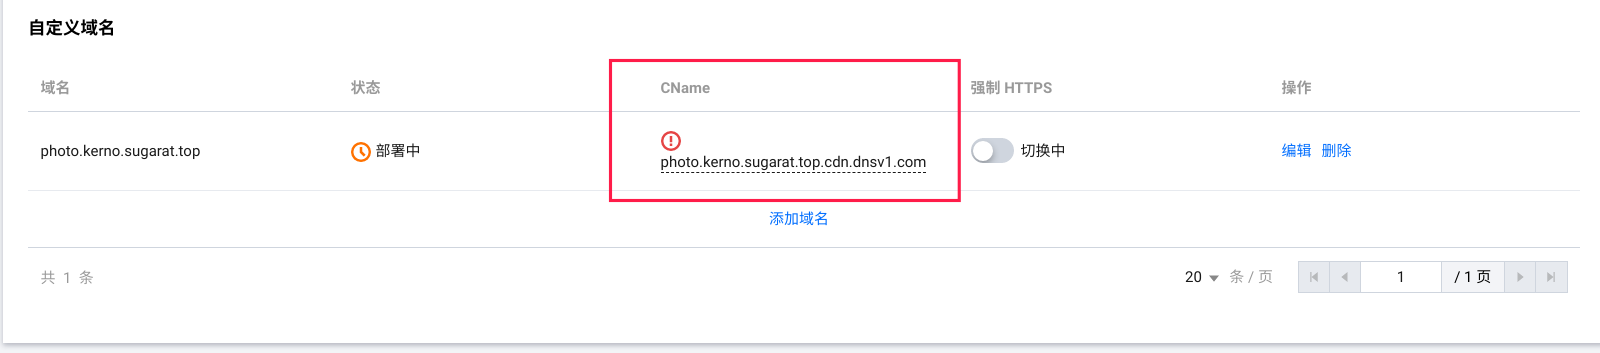 自定义域名
域名 状态 CName 强制 HTTPS 操作
photo.kerno.sugarat.top 部署中 photo.kerno.sugarat.top.cdn.dnsv1.com 切换中 编辑 删除
添加域名
共 1 条 20 条 / 页 1 / 1 页